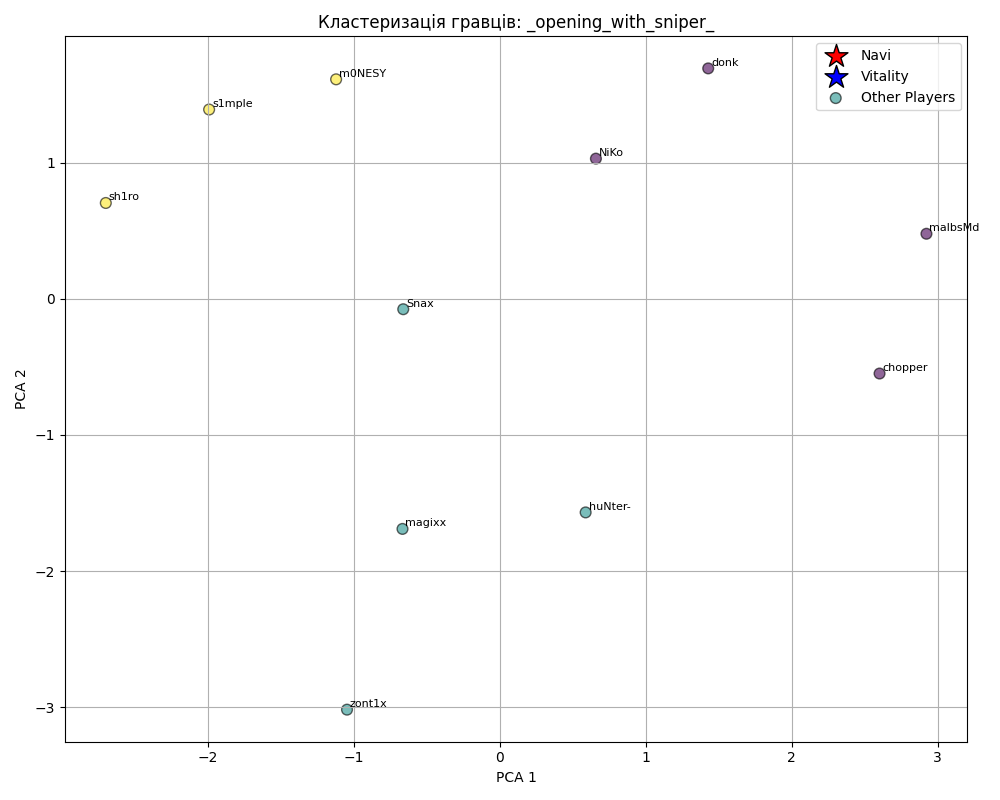 Кластеризація гравців: _opening_with_sniper_
Navi
Vitality
Other Players
donk
m0NESY
s1mple
NiKo
sh1ro
malbsMd
Snax
chopper
huNter-
magixx
zont1x
1
0
−1
−2
−3
PCA 2
−2
−1
0
1
2
3
PCA 1